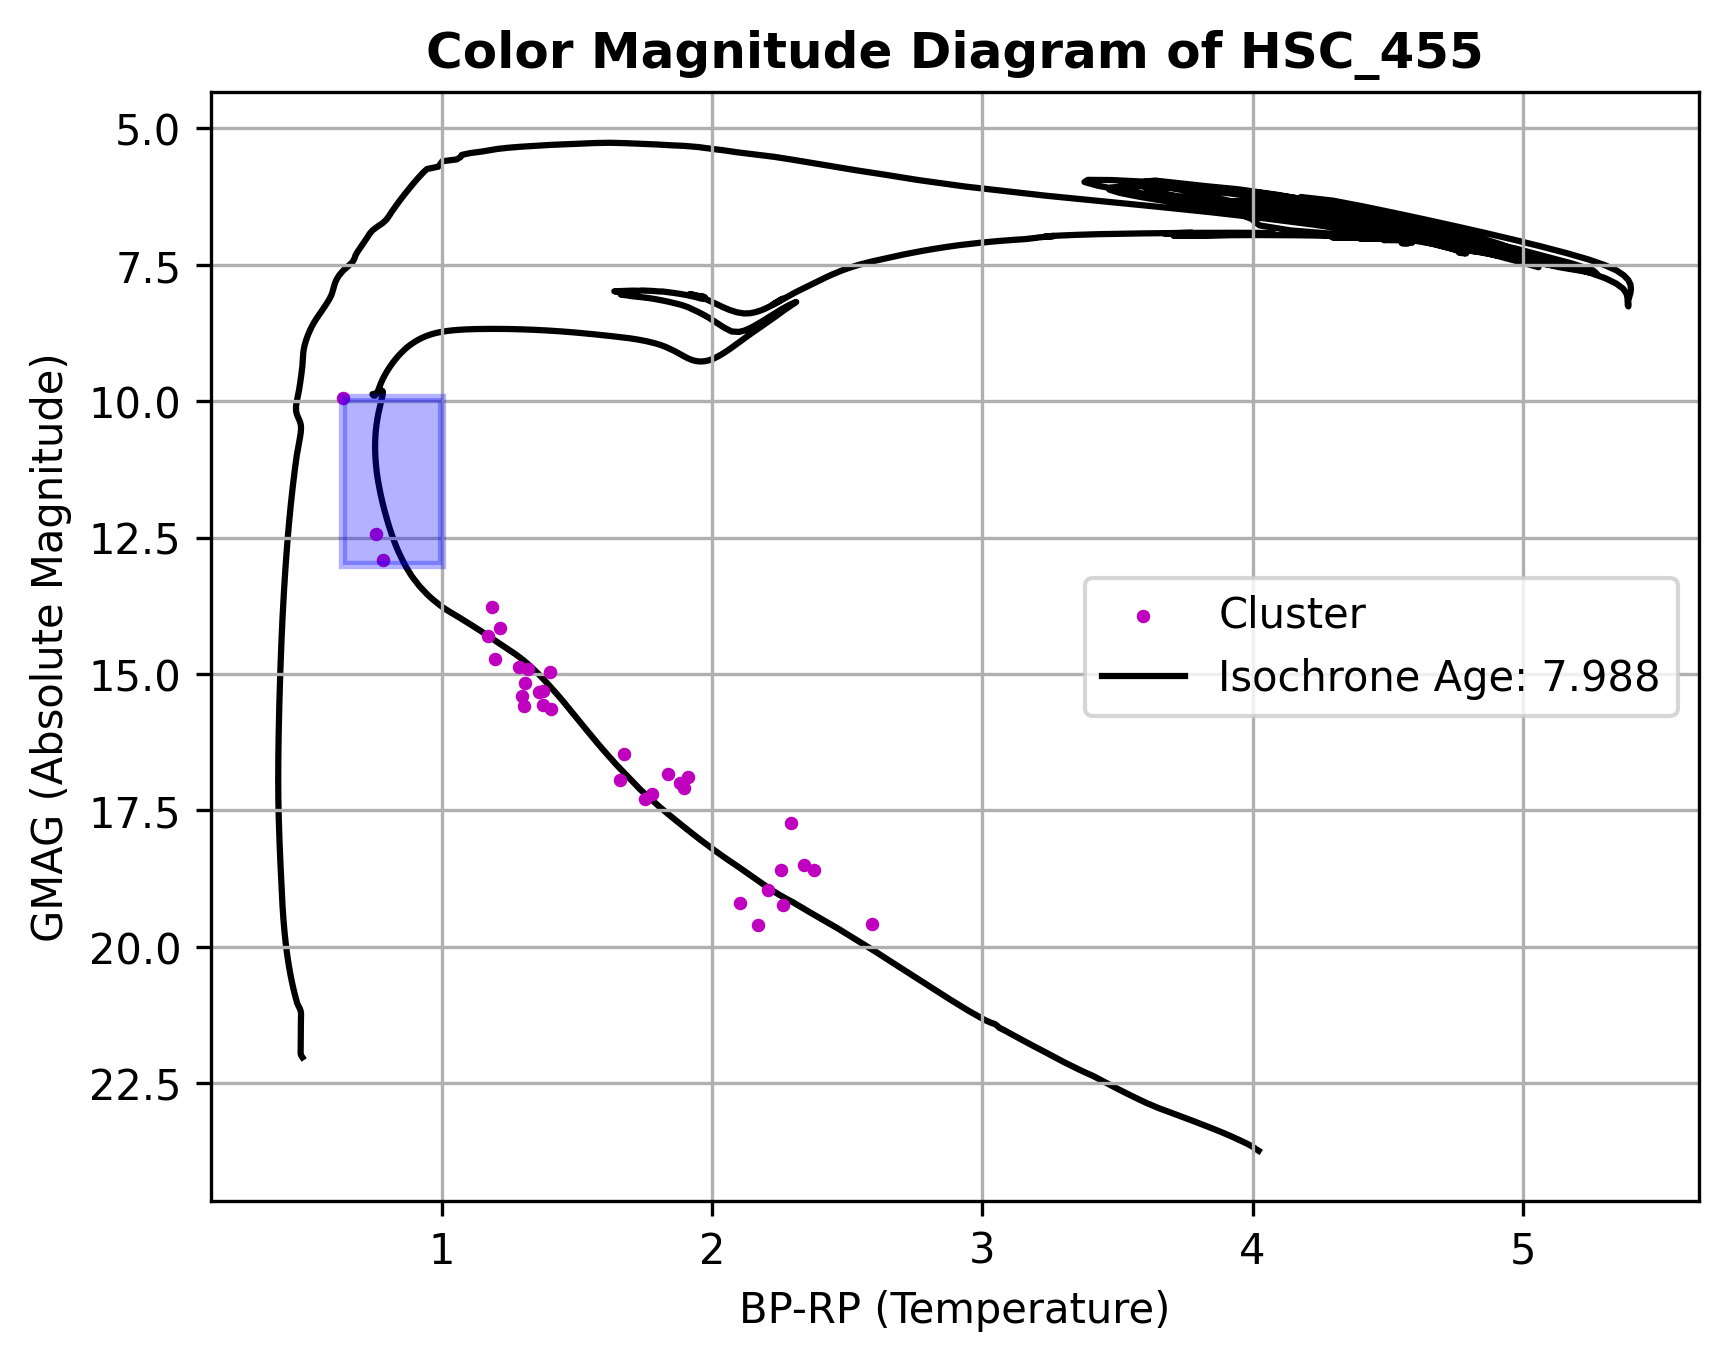 Color Magnitude Diagram of HSC_455
5.0
7.5
10.0
12.5
15.0
17.5
20.0
22.5
GMAG (Absolute Magnitude)
Cluster
Isochrone Age: 7.988
1 2 3 4 5
BP-RP (Temperature)